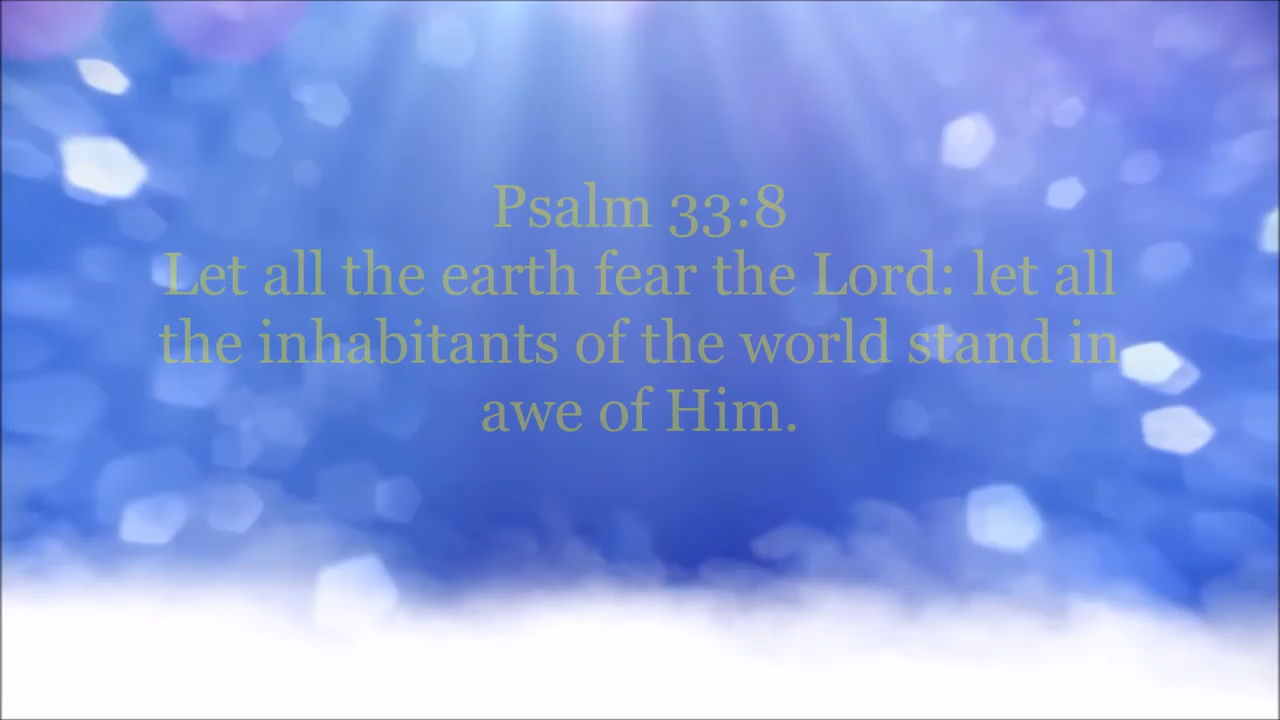 Psalm 33:8
Let all the earth fear the Lord: let all
the inhabitants of the world stand in
awe of Him.